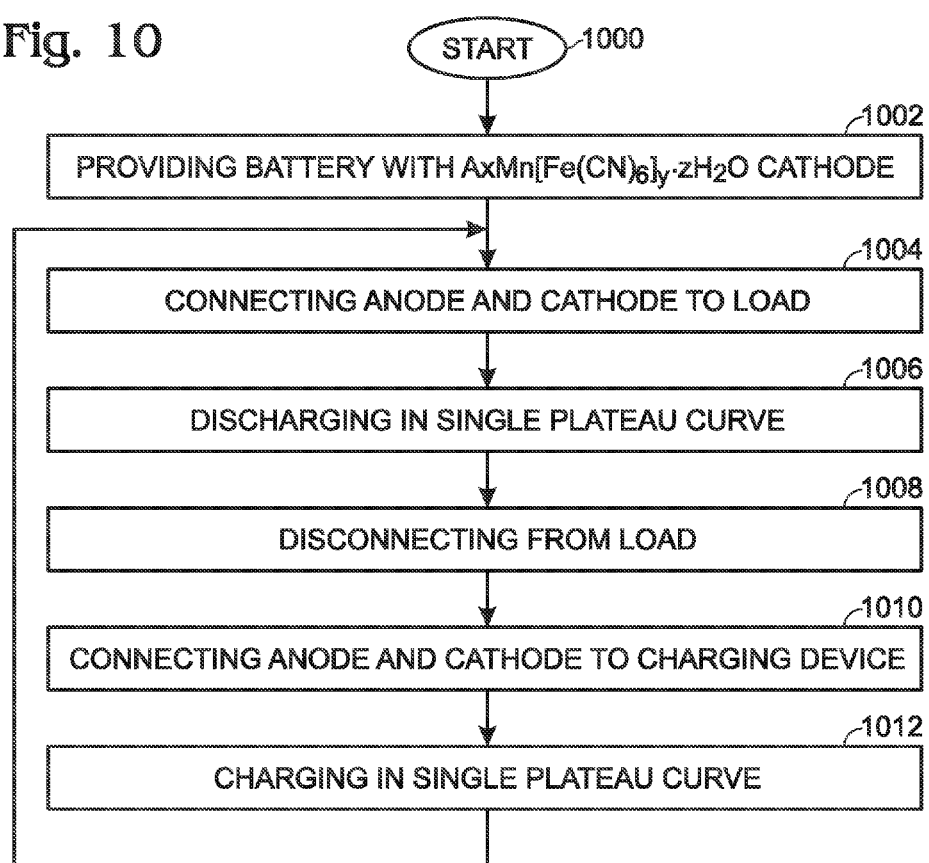 Fig. 10
START
1000
1002
PROVIDING BATTERY WITH AxMn[Fe(CN)6]y·zH2O CATHODE
1004
CONNECTING ANODE AND CATHODE TO LOAD
1006
DISCHARGING IN SINGLE PLATEAU CURVE
1008
DISCONNECTING FROM LOAD
1010
CONNECTING ANODE AND CATHODE TO CHARGING DEVICE
1012
CHARGING IN SINGLE PLATEAU CURVE